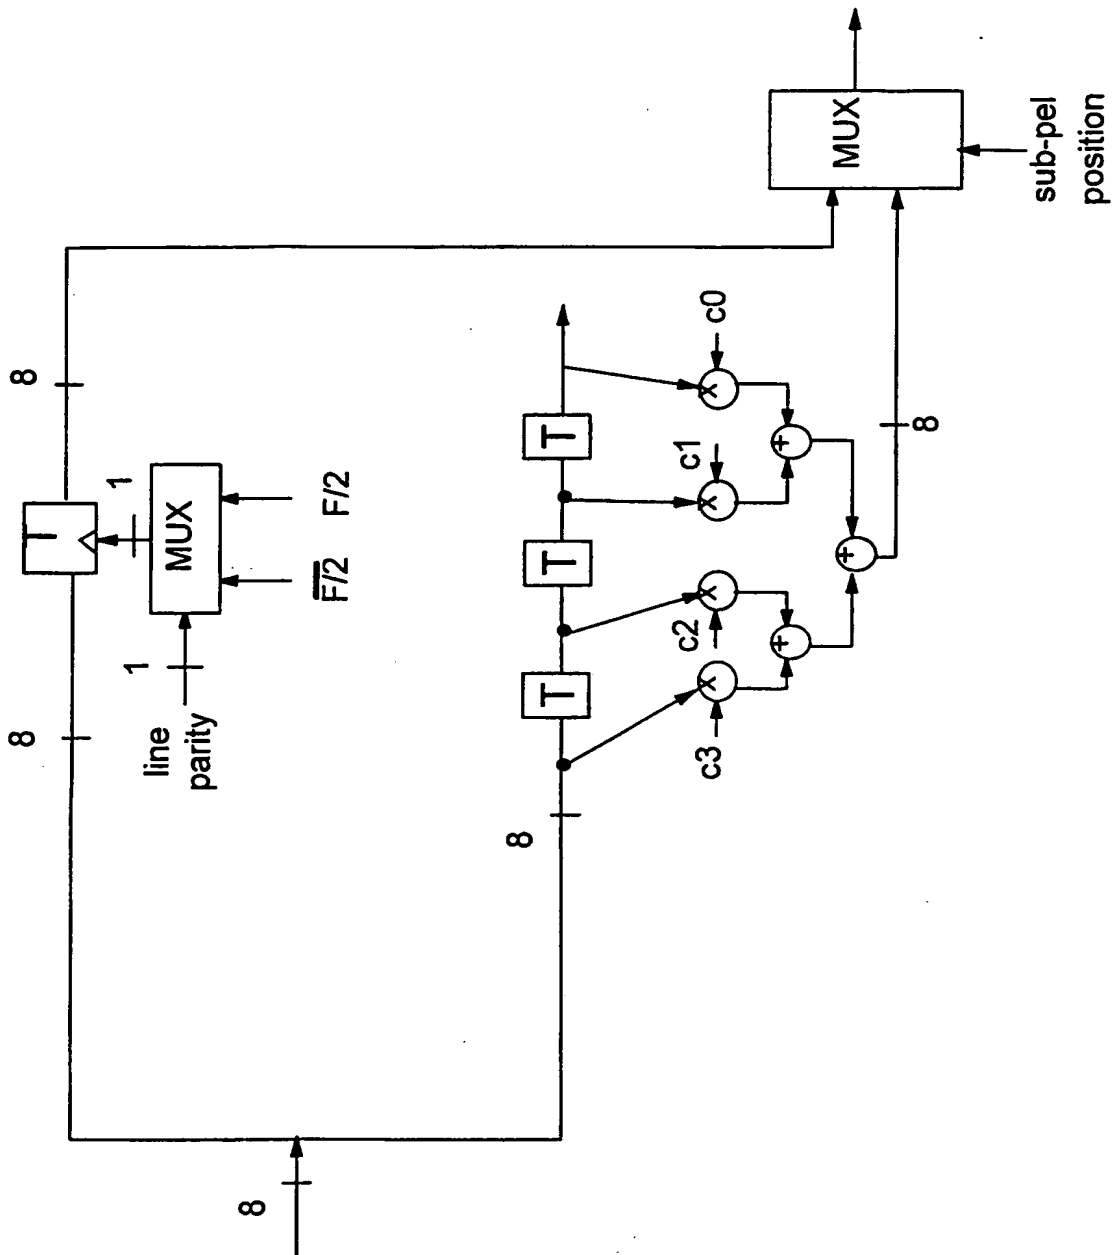 8
8
1
8
T
MUX
line
parity
1
F̅/̅2̅
F/2
MUX
sub-pel
position
8
T
T
T
c3
×
c2
×
c1
×
c0
×
+
+
+
8
8